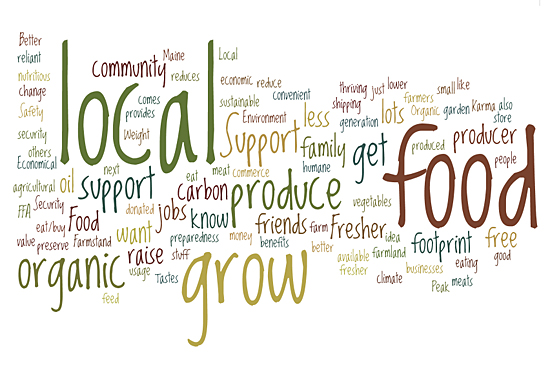 Better
reliant
nutritious
change
Safety
security
others
Economical
agricultural
FFA
oil
Security
eat/buy
value
preserve
Food
Farmstand
local
Community
Maine
reduces
comes
provides
Weight
Local
economic
reduce
sustainable
convenient
Environment
Support
less
shipping
generation
thriving
just
lower
lots
farmers
small
like
Organic
garden
Karma
also
store
producer
produced
people
food
family
humane
get
next
support
eat
meat
commerce
Carbon
produce
donated
jobs
know
vegetables
want
preparedness
money
friends
benefits
farm
Fresher
better
idea
farmland
footprint
free
good
organic
raise
stuff
usage
Tastes
feed
grow
available
fresher
climate
businesses
eating
Peak
meats